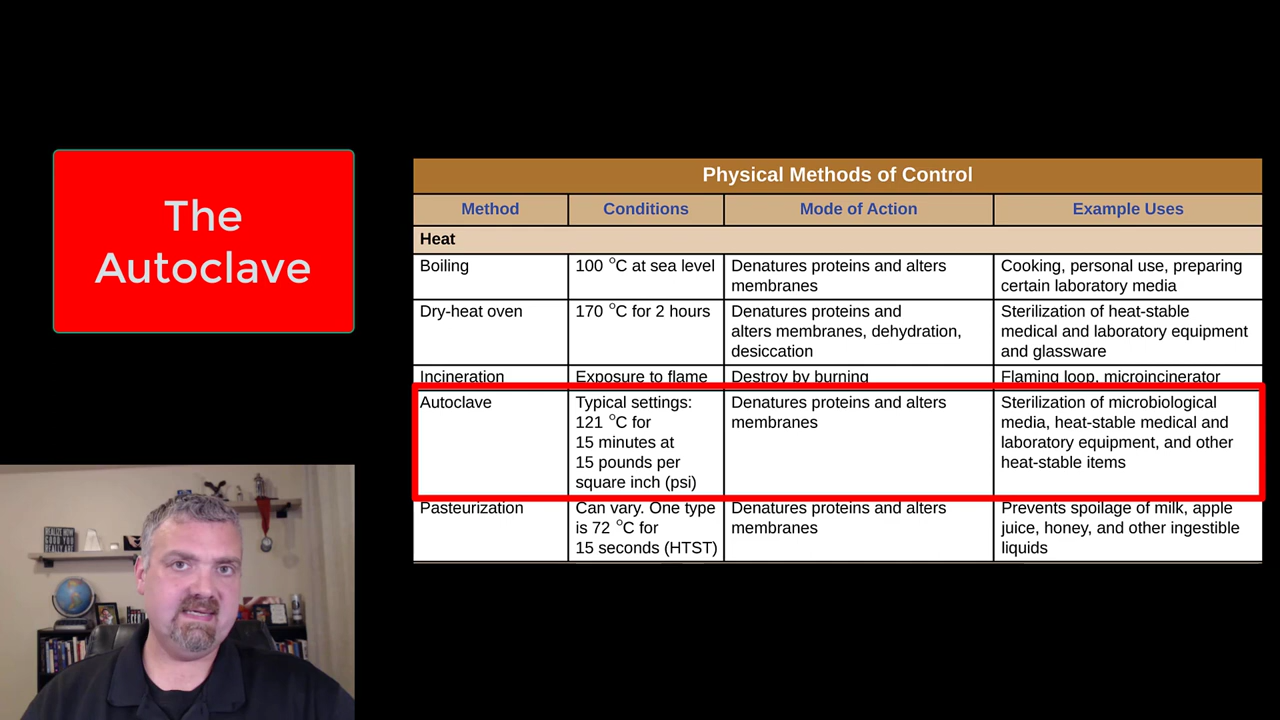 The
Autoclave
Physical Methods of Control
Method Conditions Mode of Action Example Uses
Heat
Boiling 100 °C at sea level Denatures proteins and alters Cooking, personal use, preparing
membranes certain laboratory media
Dry-heat oven 170 °C for 2 hours Denatures proteins and Sterilization of heat-stable
alters membranes, dehydration, medical and laboratory equipment
desiccation and glassware
Incineration Exposure to flame Destroy by burning Flaming loop, microincinerator
Autoclave Typical settings: Denatures proteins and alters Sterilization of microbiological
121 °C for membranes media, heat-stable medical and
15 minutes at laboratory equipment, and other
15 pounds per heat-stable items
square inch (psi)
Pasteurization Can vary. One type Denatures proteins and alters Prevents spoilage of milk, apple
is 72 °C for membranes juice, honey, and other ingestible
15 seconds (HTST) liquids